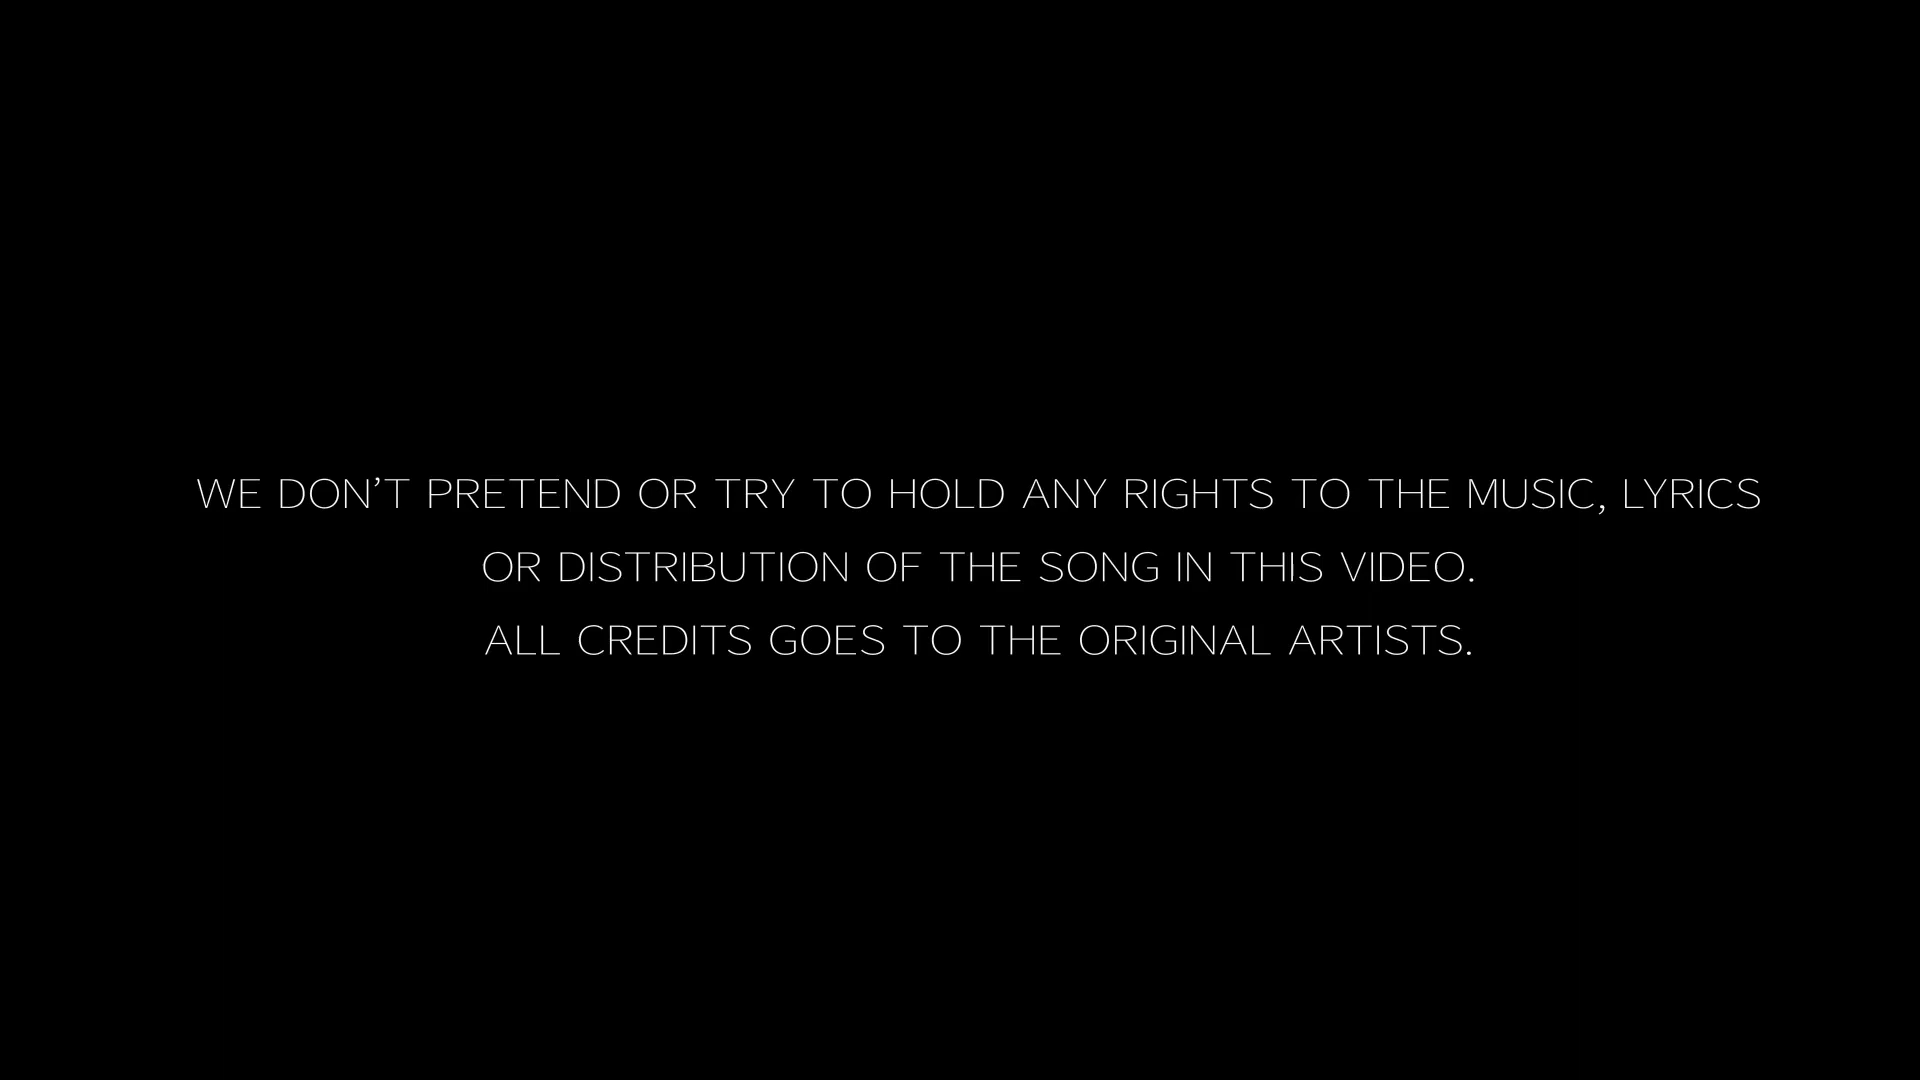 WE DON’T PRETEND OR TRY TO HOLD ANY RIGHTS TO THE MUSIC, LYRICS
OR DISTRIBUTION OF THE SONG IN THIS VIDEO.
ALL CREDITS GOES TO THE ORIGINAL ARTISTS.